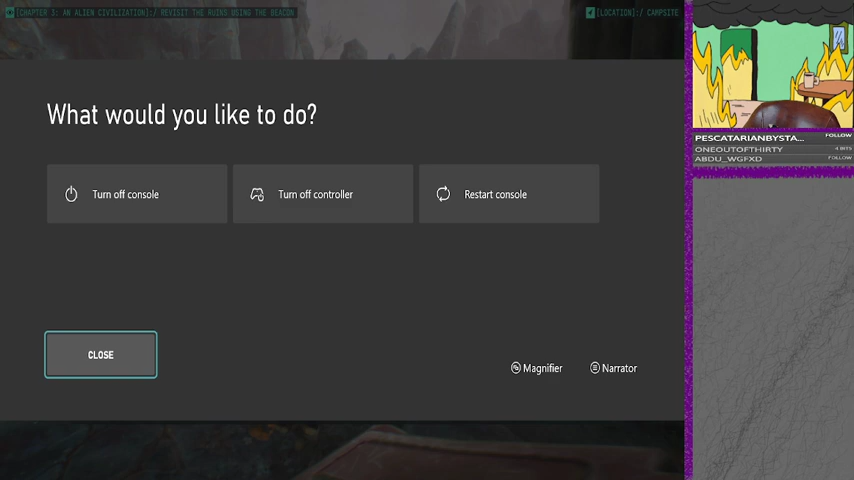 [CHAPTER 3: AN ALIEN CIVILIZATION]:/ REVISIT THE RUINS USING THE BEACON
[LOCATION]:/ CAMPSITE
What would you like to do?
Turn off console
Turn off controller
Restart console
CLOSE
Magnifier
Narrator
PESCATARIANBYSTA... FOLLOW
ONEOUTOFTHIRTY 4 BITS
ABDU_WGFXD FOLLOW